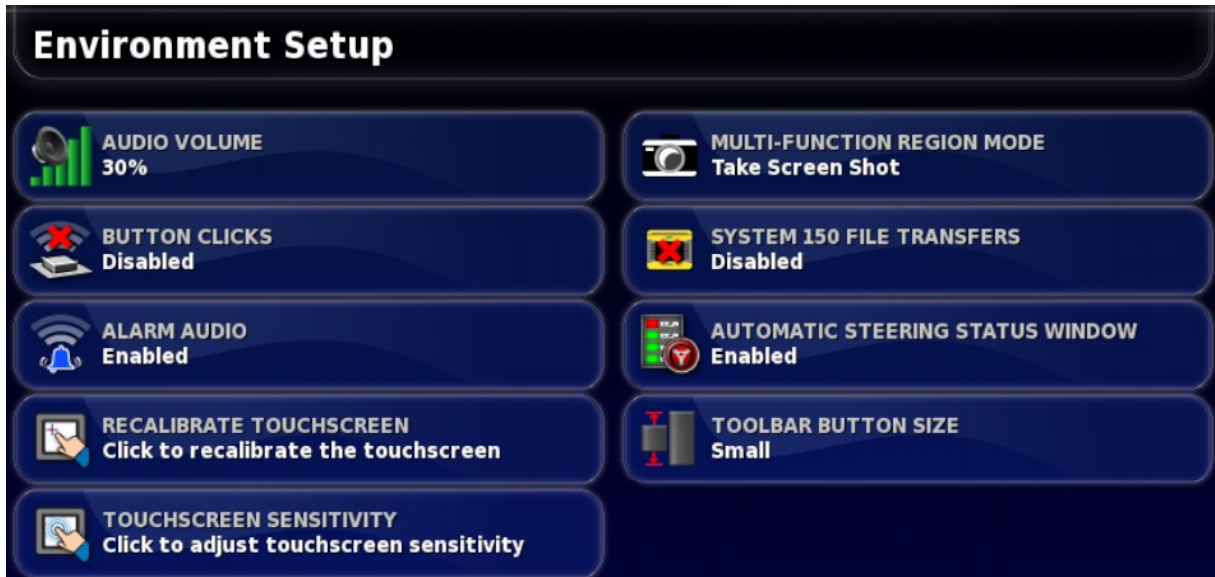 Environment Setup
AUDIO VOLUME
30%
BUTTON CLICKS
Disabled
ALARM AUDIO
Enabled
RECALIBRATE TOUCHSCREEN
Click to recalibrate the touchscreen
TOUCHSCREEN SENSITIVITY
Click to adjust touchscreen sensitivity
MULTI-FUNCTION REGION MODE
Take Screen Shot
SYSTEM 150 FILE TRANSFERS
Disabled
AUTOMATIC STEERING STATUS WINDOW
Enabled
TOOLBAR BUTTON SIZE
Small